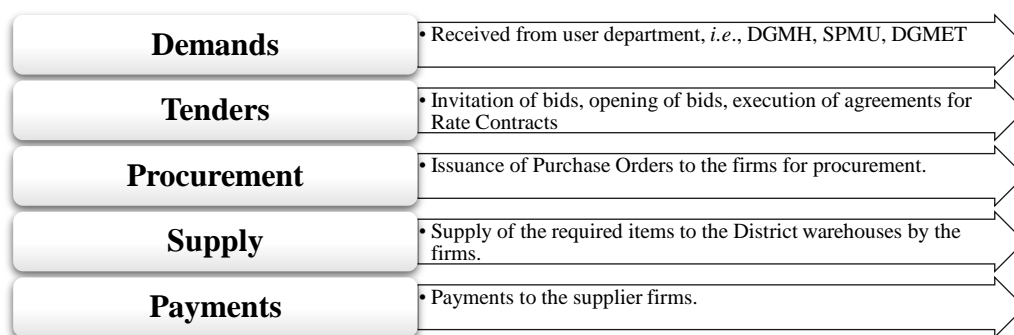 Demands
• Received from user department, i.e., DGMH, SPMU, DGMET
Tenders
• Invitation of bids, opening of bids, execution of agreements for
Rate Contracts
Procurement
• Issuance of Purchase Orders to the firms for procurement.
Supply
• Supply of the required items to the District warehouses by the
firms.
Payments
• Payments to the supplier firms.